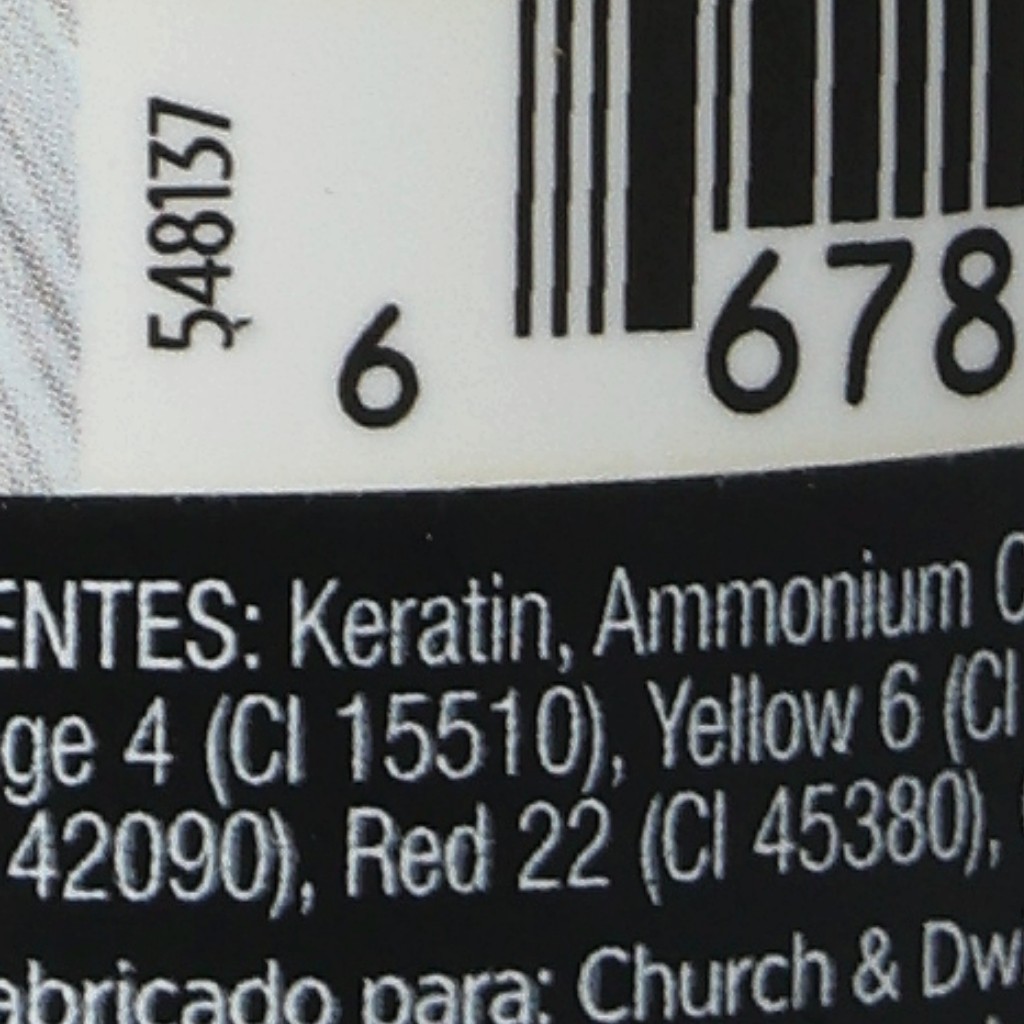 548137
6 678
ENTES: Keratin, Ammonium
ge 4 (CI 15510), Yellow 6 (CI
42090), Red 22 (CI 45380),
abricado para: Church & Dw